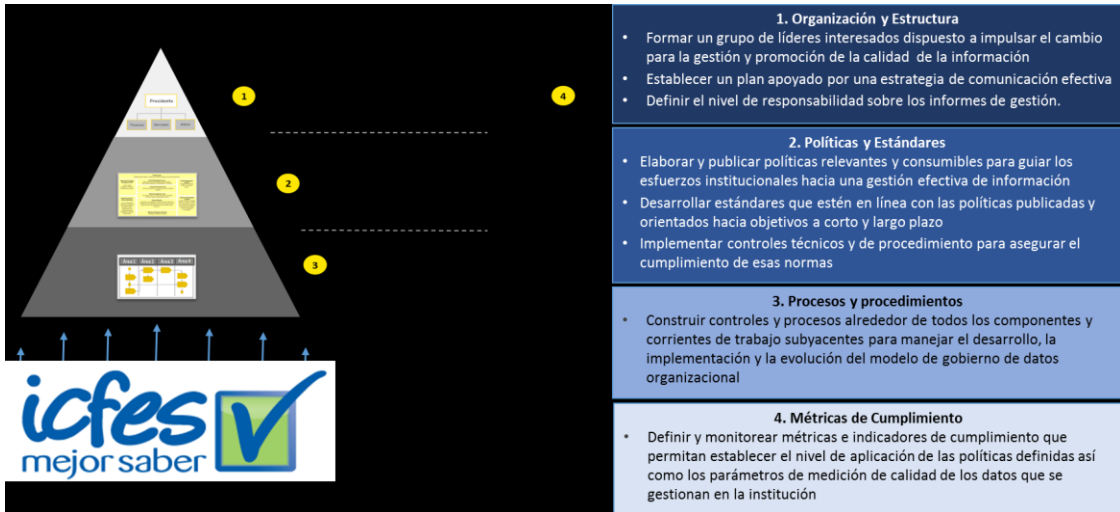 Presidente
1
4
2
3
Área 1 Área 2 Área 3 Área 4
icfes
mejor saber
1. Organización y Estructura
• Formar un grupo de líderes interesados dispuesto a impulsar el cambio
para la gestión y promoción de la calidad de la información
• Establecer un plan apoyado por una estrategia de comunicación efectiva
• Definir el nivel de responsabilidad sobre los informes de gestión.
2. Políticas y Estándares
• Elaborar y publicar políticas relevantes y consumibles para guiar los
esfuerzos institucionales hacia una gestión efectiva de información
• Desarrollar estándares que estén en línea con las políticas publicadas y
orientados hacia objetivos a corto y largo plazo
• Implementar controles técnicos y de procedimiento para asegurar el
cumplimiento de esas normas
3. Procesos y procedimientos
• Construir controles y procesos alrededor de todos los componentes y
corrientes de trabajo subyacentes para manejar el desarrollo, la
implementación y la evolución del modelo de gobierno de datos
organizacional
4. Métricas de Cumplimiento
• Definir y monitorear métricas e indicadores de cumplimiento que
permitan establecer el nivel de aplicación de las políticas definidas así
como los parámetros de medición de calidad de los datos que se
gestionan en la institución